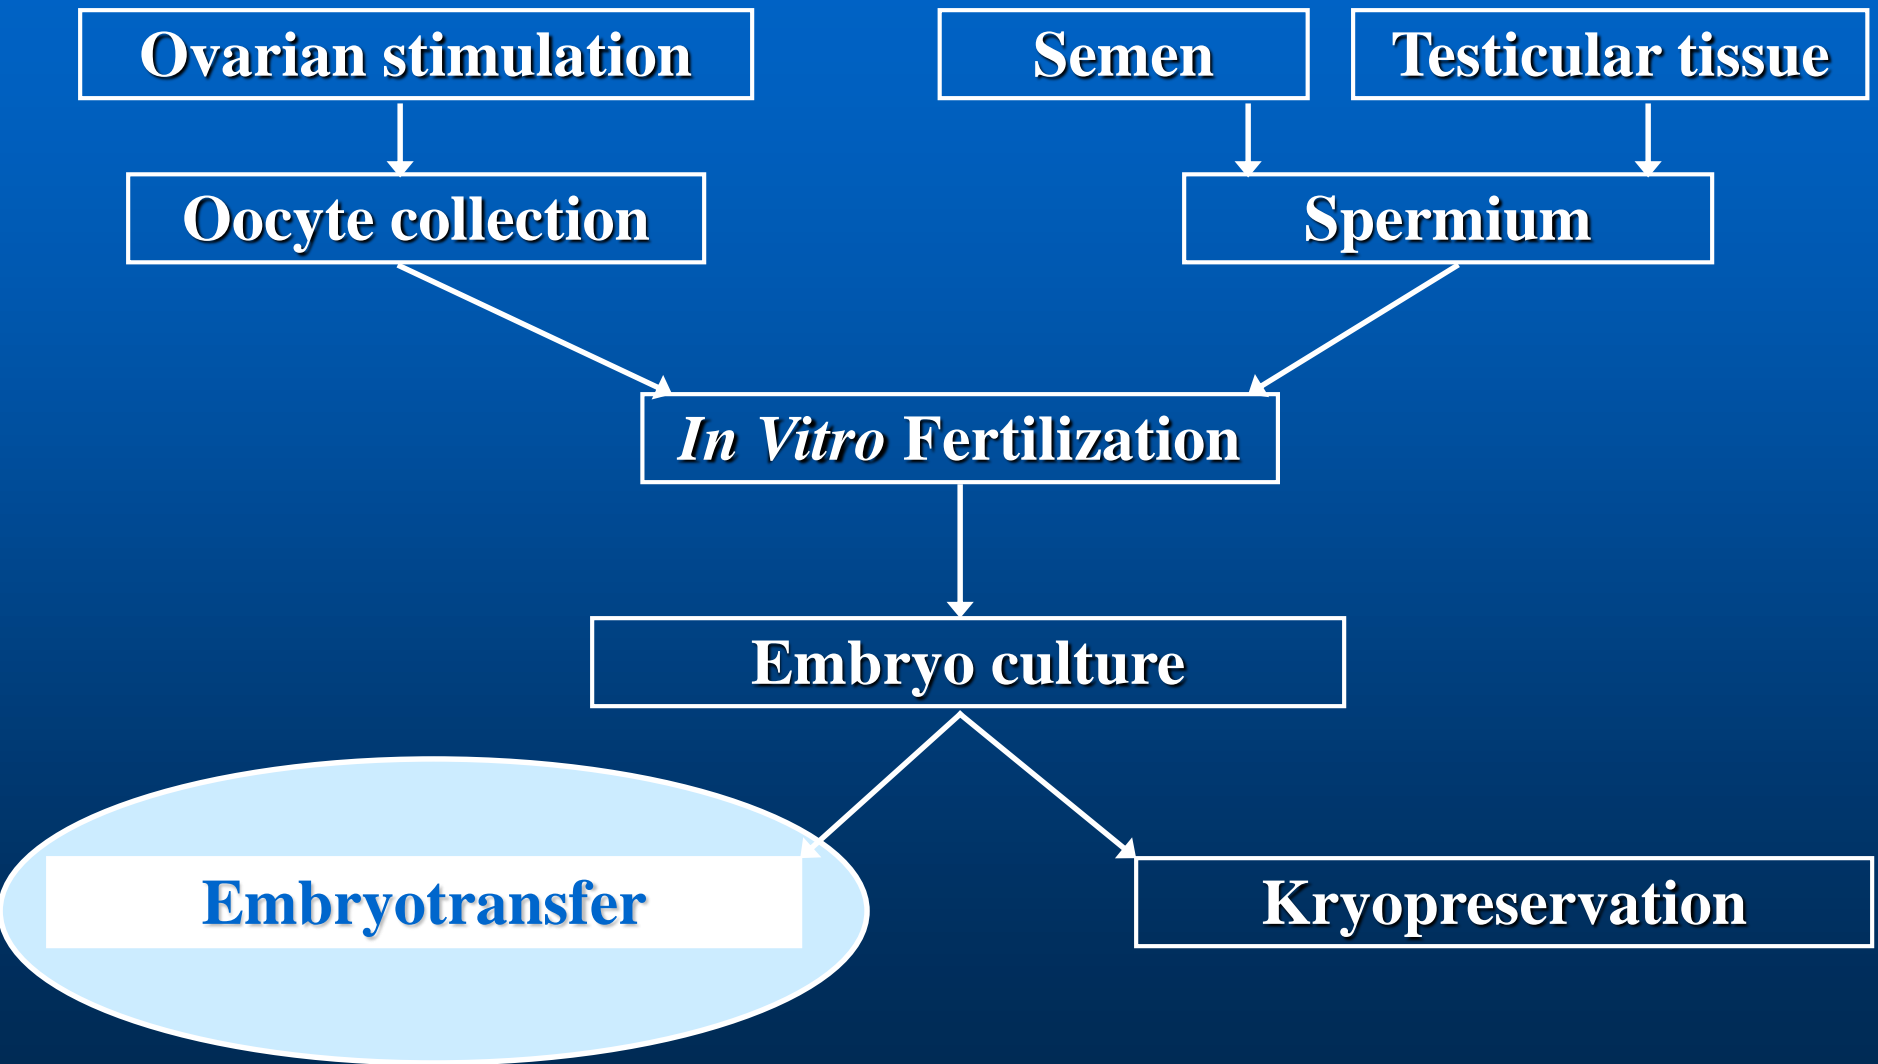 Ovarian stimulation
Semen
Testicular tissue
Oocyte collection
Spermium
In Vitro Fertilization
Embryo culture
Embryotransfer
Kryopreservation